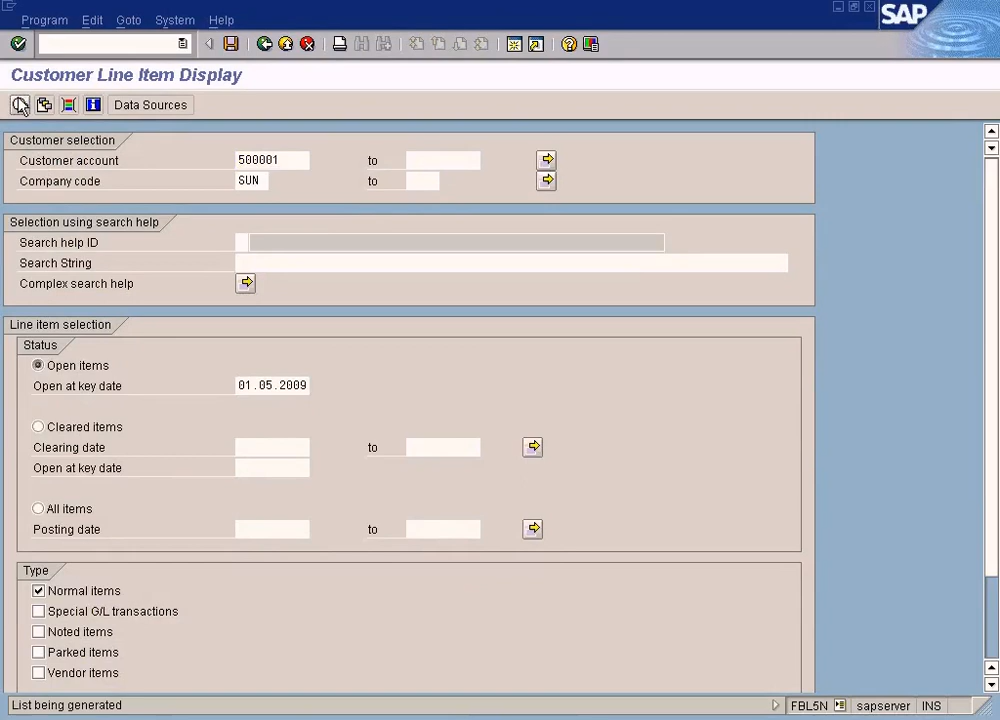 Program Edit Goto System Help
SAP
Customer Line Item Display
Data Sources
Customer selection
Customer account 500001 to
Company code SUN to
Selection using search help
Search help ID
Search String
Complex search help
Line item selection
Status
Open items
Open at key date 01.05.2009
Cleared items
Clearing date to
Open at key date
All items
Posting date to
Type
Normal items
Special G/L transactions
Noted items
Parked items
Vendor items
List being generated FBL5N sapserver INS